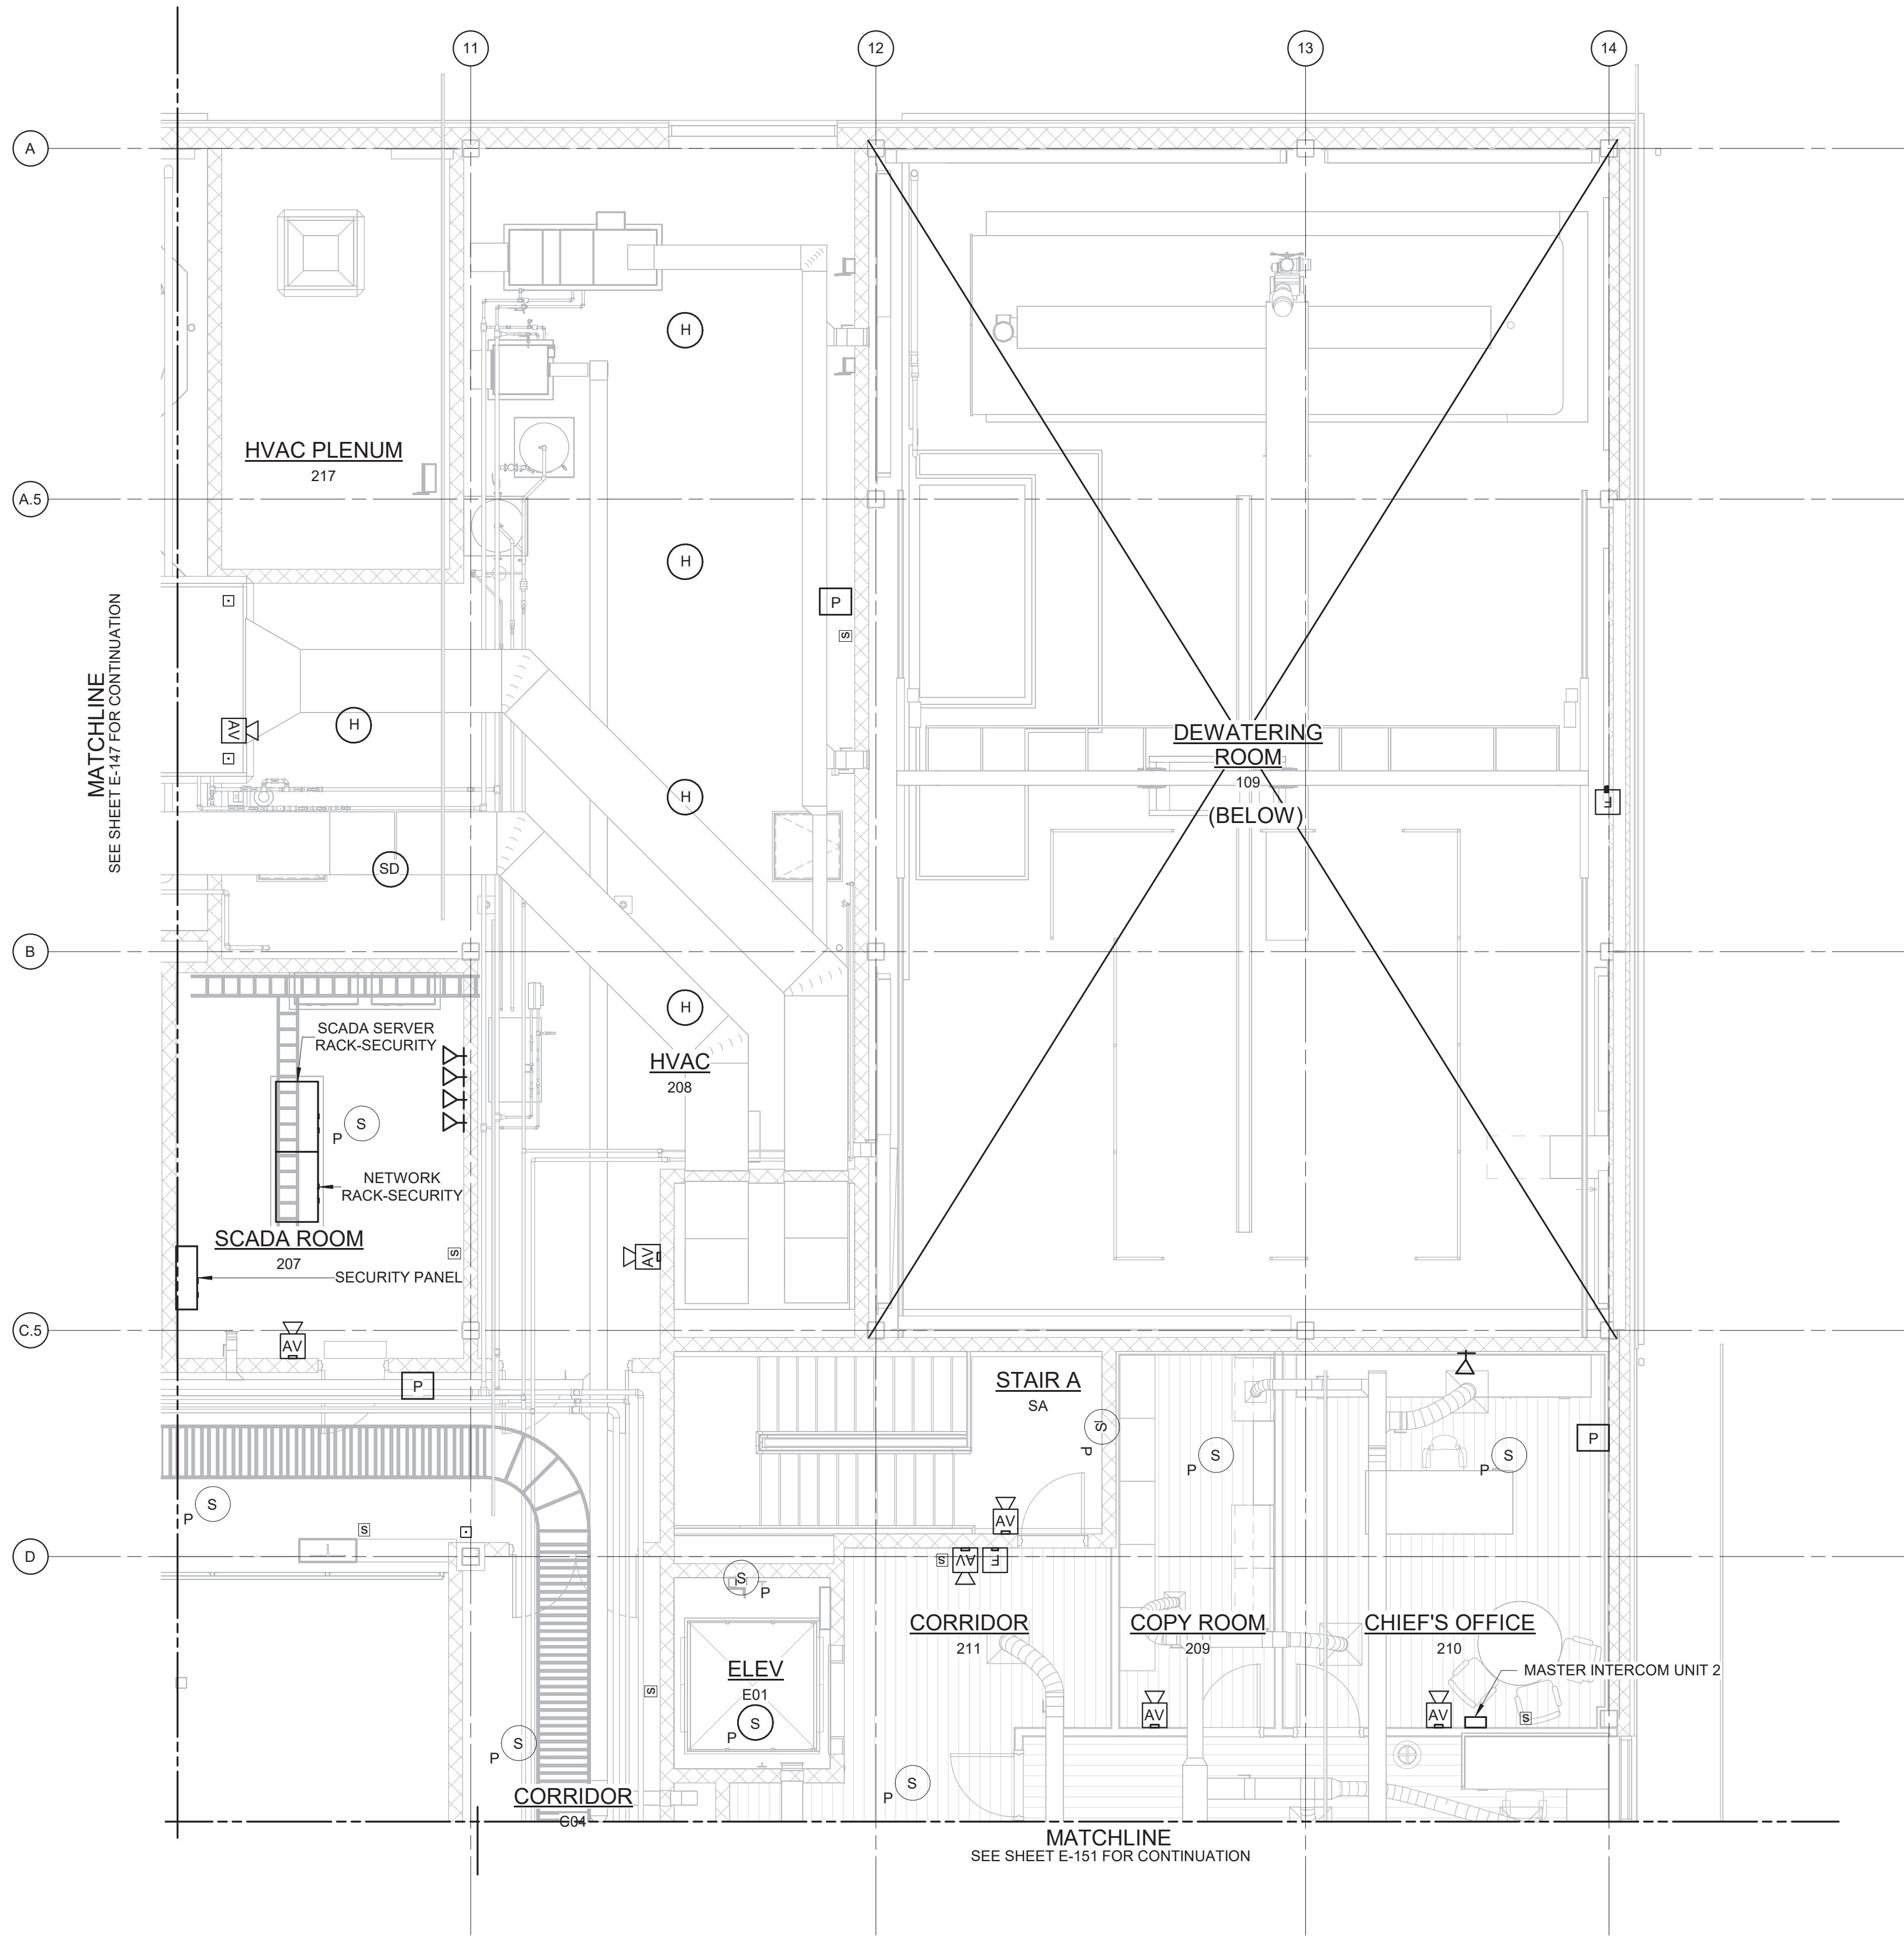 11
12
13
14
A
A.5
B
C.5
D
MATCHLINE
SEE SHEET E-147 FOR CONTINUATION
HVAC PLENUM
217
H
H
H
H
H
P
S
AV
SD
DEWATERING
ROOM
109
(BELOW)
F
SCADA SERVER
RACK-SECURITY
S
P
NETWORK
RACK-SECURITY
SCADA ROOM
207
S
SECURITY PANEL
AV
P
HVAC
208
AV
STAIR A
SA
S
P
S
P
S
P
P
S
P
S
AV
S
AV
F
S
P
CORRIDOR
211
COPY ROOM
209
CHIEF'S OFFICE
210
MASTER INTERCOM UNIT 2
ELEV
E01
S
P
S
AV
AV
S
S
P
S
P
CORRIDOR
C04
MATCHLINE
SEE SHEET E-151 FOR CONTINUATION